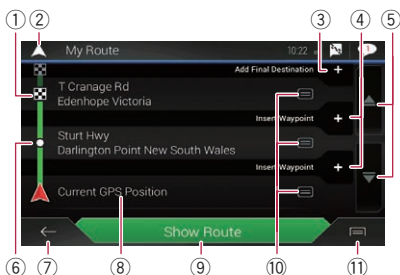 ① ② ③ ④ ⑤
My Route 10:22 1
Add Final Destination +
T Cranage Rd
Edenhope Victoria
Insert Waypoint +
Sturt Hwy
Darlington Point New South Wales
Insert Waypoint +
Current GPS Position
Show Route
⑥ ⑦ ⑧ ⑨ ⑩ ⑪